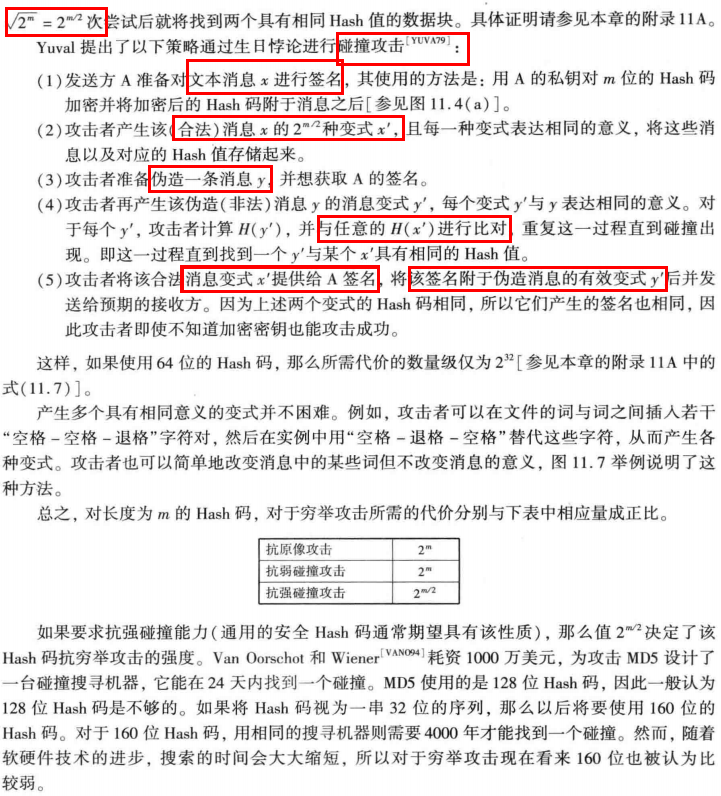 √2ᵐ = 2ᵐᐟ² 次尝试后就将找到两个具有相同 Hash 值的数据块。具体证明请参见本章的附录 11A。
Yuval 提出了以下策略通过生日悖论进行碰撞攻击[YUVA79]：
(1) 发送方 A 准备对文本消息 x 进行签名，其使用的方法是：用 A 的私钥对 m 位的 Hash 码
加密并将加密后的 Hash 码附于消息之后[参见图 11.4(a)]。
(2) 攻击者产生该(合法)消息 x 的 2ᵐᐟ² 种变式 x′，且每一种变式表达相同的意义，将这些消
息以及对应的 Hash 值存储起来。
(3) 攻击者准备伪造一条消息 y，并想获取 A 的签名。
(4) 攻击者再产生该伪造(非法)消息 y 的消息变式 y′，每个变式 y′与 y 表达相同的意义。对
于每个 y′，攻击者计算 H(y′)，并与任意的 H(x′)进行比对，重复这一过程直到碰撞出
现。即这一过程直到找到一个 y′与某个 x′具有相同的 Hash 值。
(5) 攻击者将该合法消息变式 x′提供给 A 签名，将该签名附于伪造消息的有效变式 y′后并发
送给预期的接收方。因为上述两个变式的 Hash 码相同，所以它们产生的签名也相同，因
此攻击者即使不知道加密密钥也能攻击成功。
这样，如果使用 64 位的 Hash 码，那么所需代价的数量级仅为 2³²[参见本章的附录 11A 中的
式(11.7)]。
产生多个具有相同意义的变式并不困难。例如，攻击者可以在文件的词与词之间插入若干
“空格 – 空格 – 退格”字符对，然后在实例中用“空格 – 退格 – 空格”替代这些字符，从而产生各
种变式。攻击者也可以简单地改变消息中的某些词但不改变消息的意义，图 11.7 举例说明了这
种方法。
总之，对长度为 m 的 Hash 码，对于穷举攻击所需的代价分别与下表中相应量成正比。
抗原像攻击 2ᵐ
抗弱碰撞攻击 2ᵐ
抗强碰撞攻击 2ᵐᐟ²
如果要求抗强碰撞能力(通用的安全 Hash 码通常期望具有该性质)，那么值 2ᵐᐟ² 决定了该
Hash 码抗穷举攻击的强度。Van Oorschot 和 Wiener[VANO94]耗资 1000 万美元，为攻击 MD5 设计了
一台碰撞搜寻机器，它能在 24 天内找到一个碰撞。MD5 使用的是 128 位 Hash 码，因此一般认为
128 位 Hash 码是不够的。如果将 Hash 码视为一串 32 位的序列，那么以后将要使用 160 位的
Hash 码。对于 160 位 Hash 码，用相同的搜寻机器则需要 4000 年才能找到一个碰撞。然而，随着
软硬件技术的进步，搜索的时间会大大缩短，所以对于穷举攻击现在看来 160 位也被认为比
较弱。